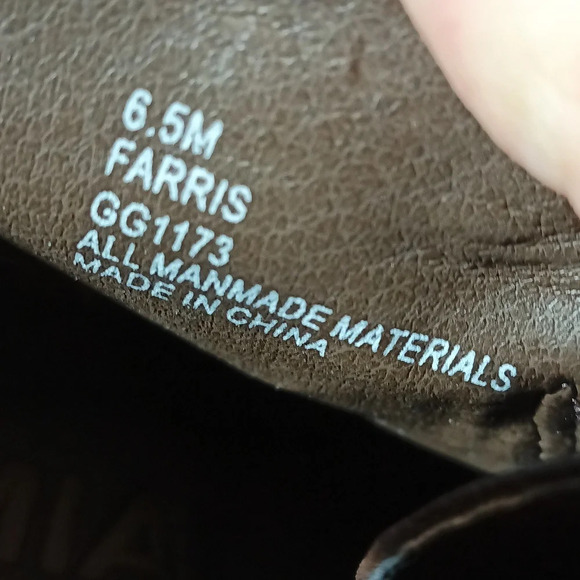 6.5M
FARRIS
GG1173
ALL MANMADE MATERIALS
MADE IN CHINA